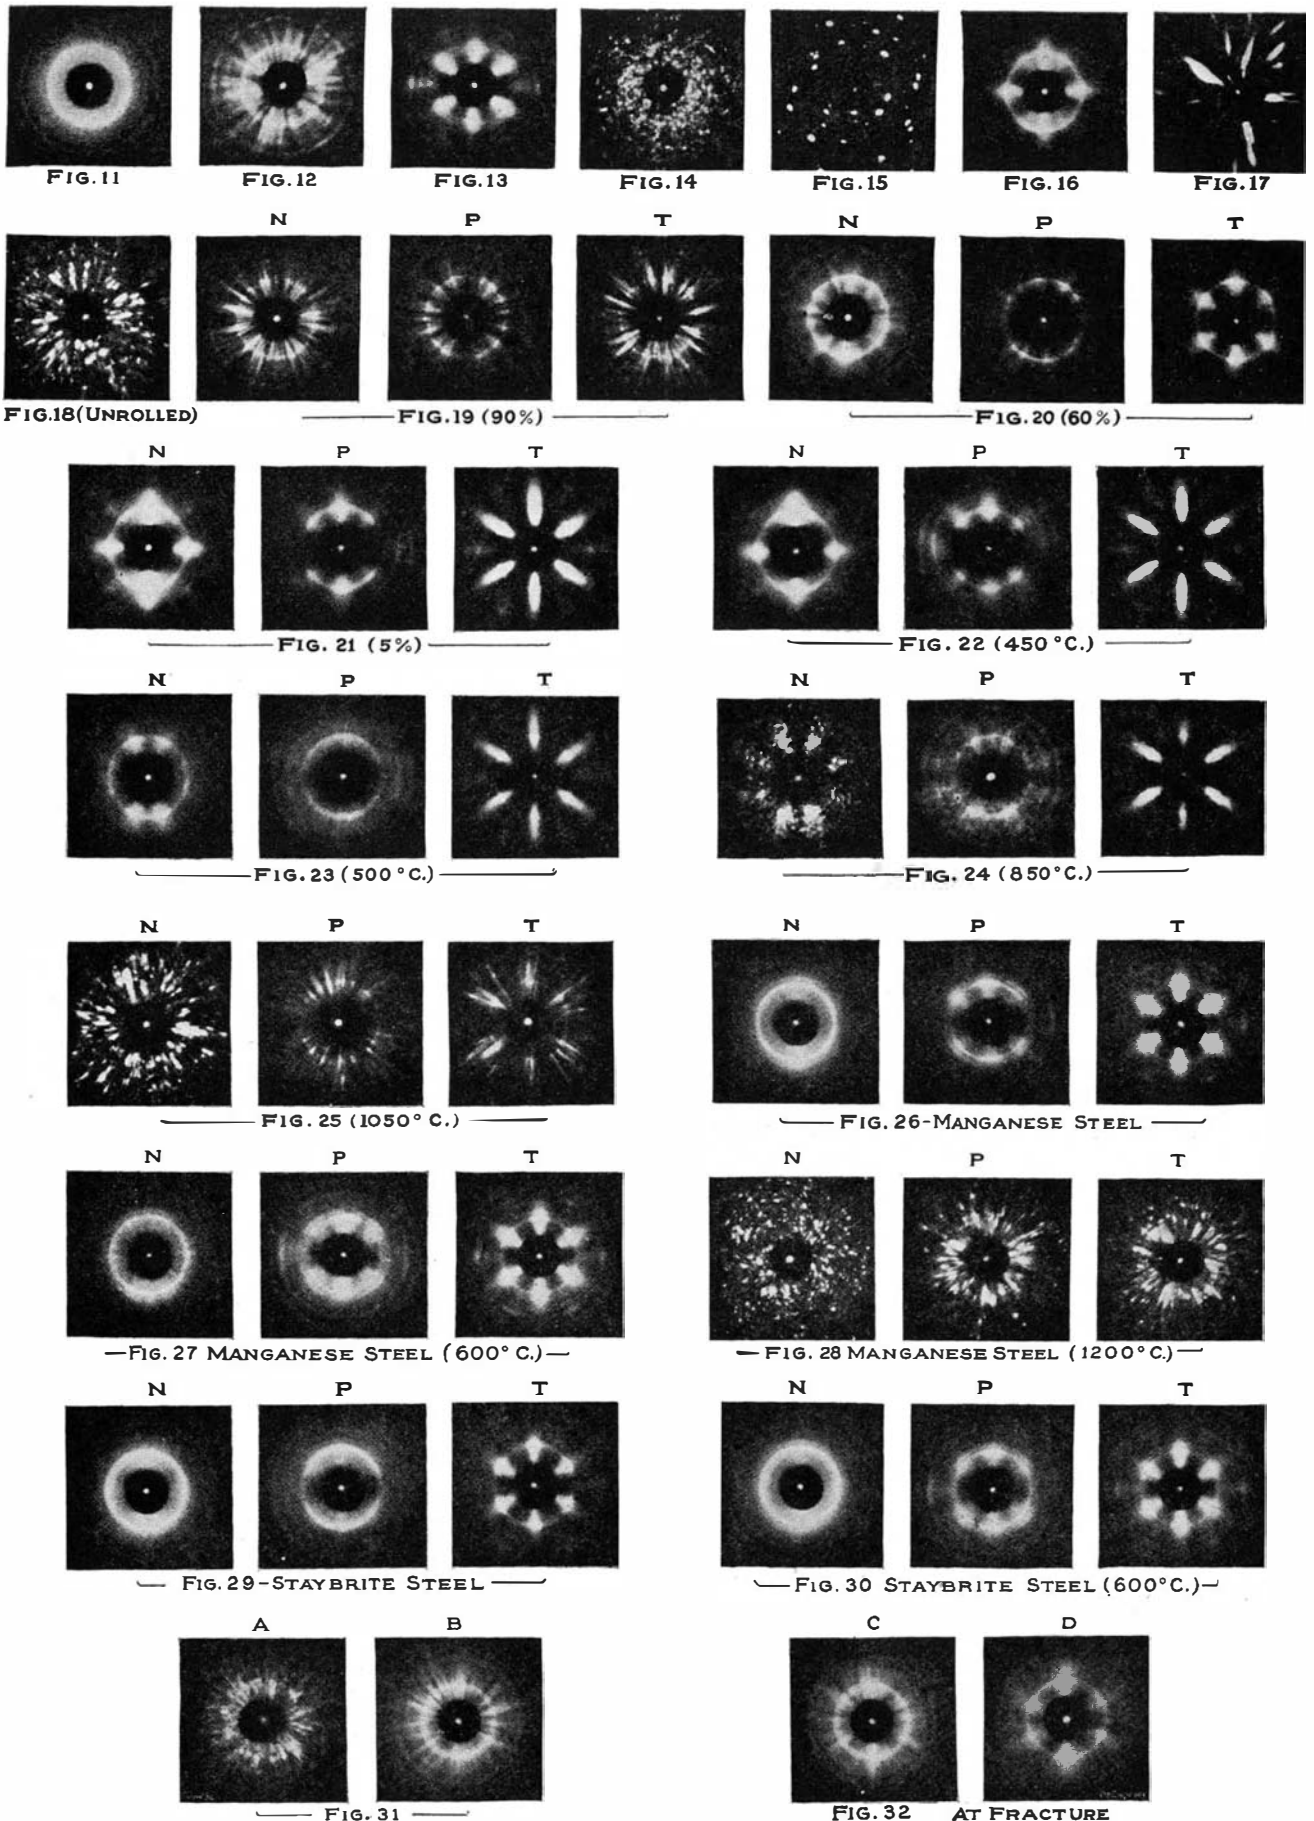 FIG.11 FIG.12 FIG.13 FIG.14 FIG.15 FIG.16 FIG.17
N P T N P T
FIG.18 (UNROLLED) FIG.19 (90%) FIG.20 (60%)
N P T N P T
FIG. 21 (5%) FIG. 22 (450°C.)
N P T N P T
FIG. 23 (500°C.) FIG. 24 (850°C.)
N P T N P T
FIG. 25 (1050°C.) FIG. 26-MANGANESE STEEL
N P T N P T
FIG. 27 MANGANESE STEEL (600°C.) FIG. 28 MANGANESE STEEL (1200°C.)
N P T N P T
FIG. 29-STAYBRITE STEEL FIG. 30 STAYBRITE STEEL (600°C.)
A B C D
FIG. 31 FIG. 32 AT FRACTURE